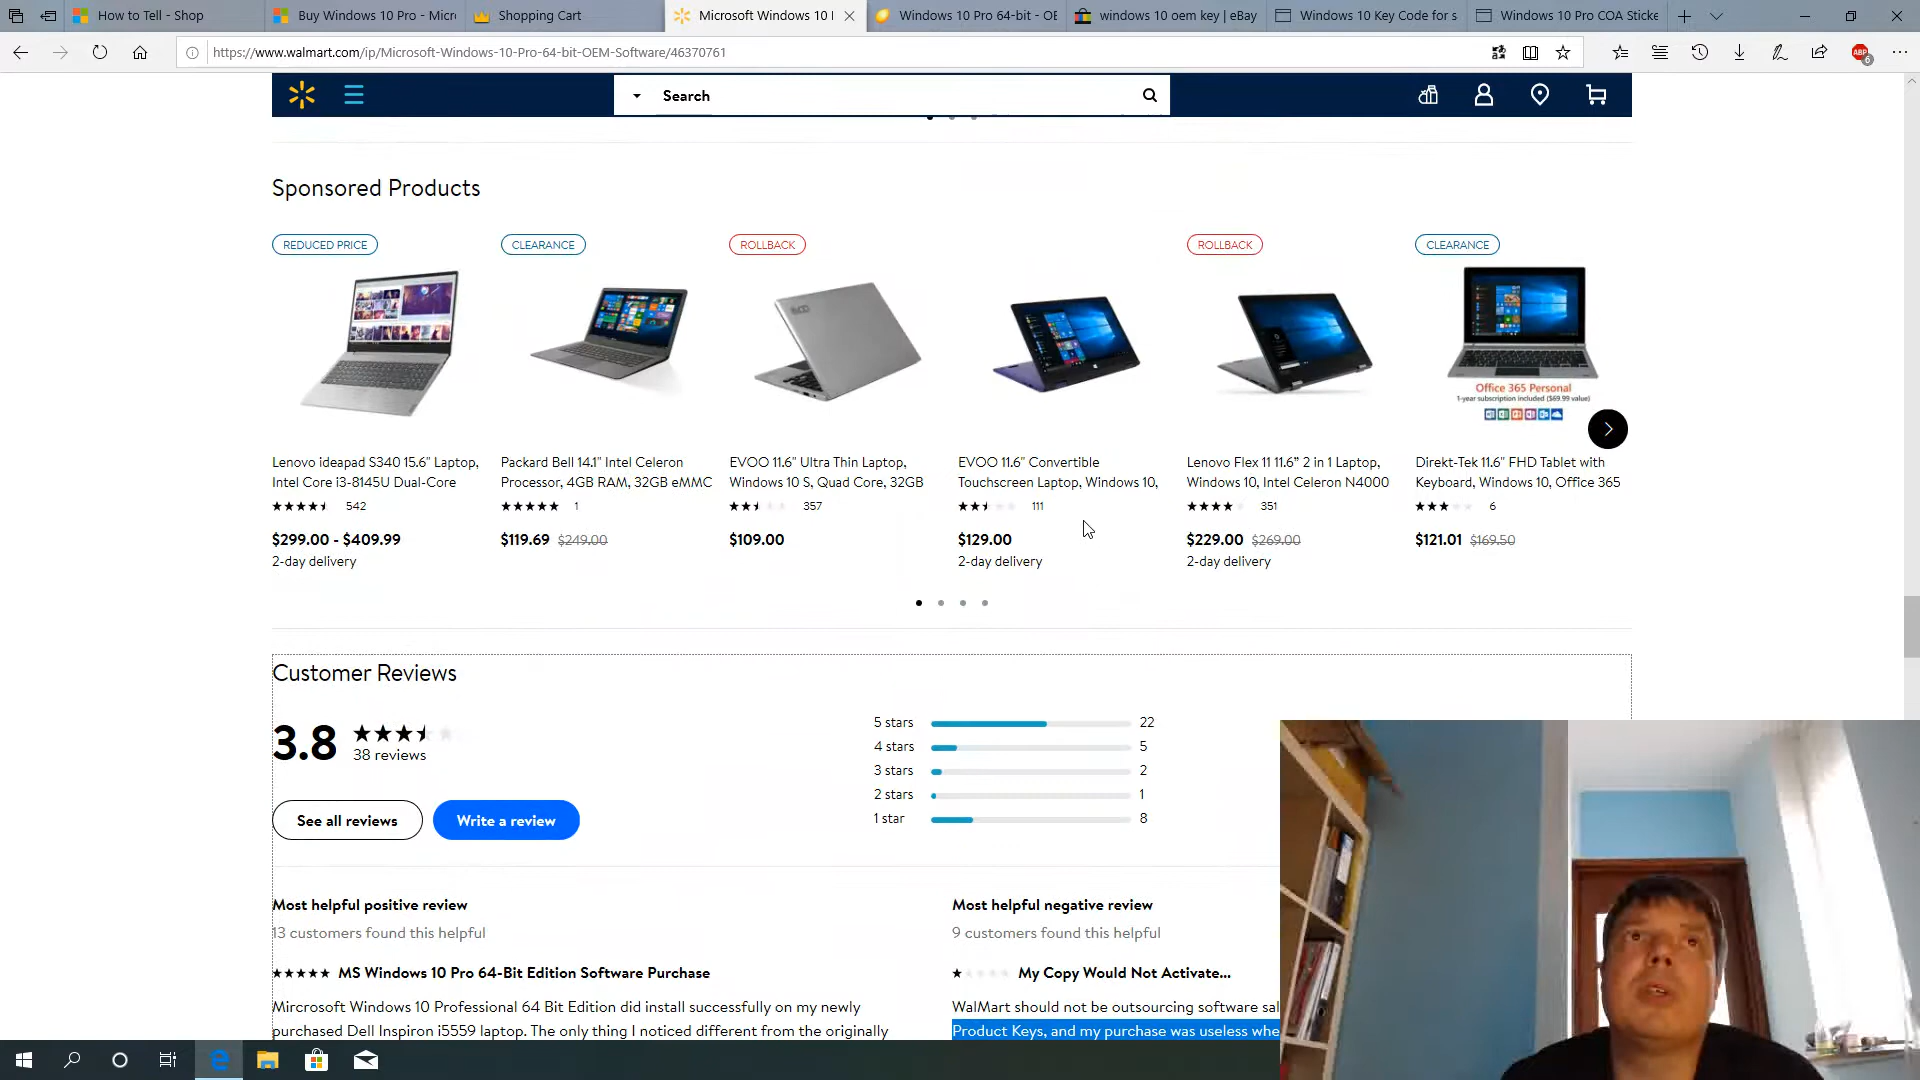 How to Tell - Shop
Buy Windows 10 Pro - Micr
Shopping Cart
Microsoft Windows 10
Windows 10 Pro 64-bit - OE
windows 10 oem key | eBay
Windows 10 Key Code for s
Windows 10 Pro COA Sticke
https://www.walmart.com/ip/Microsoft-Windows-10-Pro-64-bit-OEM-Software/46370761
ABP
6
Search
Sponsored Products
REDUCED PRICE
CLEARANCE
ROLLBACK
ROLLBACK
CLEARANCE
EVOO
Office 365 Personal
1-year subscription included ($69.99 value)
Lenovo ideapad S340 15.6" Laptop,
Intel Core i3-8145U Dual-Core
542
$299.00 - $409.99
2-day delivery
Packard Bell 14.1" Intel Celeron
Processor, 4GB RAM, 32GB eMMC
1
$119.69 $249.00
EVOO 11.6" Ultra Thin Laptop,
Windows 10 S, Quad Core, 32GB
357
$109.00
EVOO 11.6" Convertible
Touchscreen Laptop, Windows 10,
111
$129.00
2-day delivery
Lenovo Flex 11 11.6” 2 in 1 Laptop,
Windows 10, Intel Celeron N4000
351
$229.00 $269.00
2-day delivery
Direkt-Tek 11.6" FHD Tablet with
Keyboard, Windows 10, Office 365
6
$121.01 $169.50
Customer Reviews
3.8
38 reviews
5 stars 22
4 stars 5
3 stars 2
2 stars 1
1 star 8
See all reviews
Write a review
Most helpful positive review
13 customers found this helpful
MS Windows 10 Pro 64-Bit Edition Software Purchase
Mircrosoft Windows 10 Professional 64 Bit Edition did install successfully on my newly
purchased Dell Inspiron i5559 laptop. The only thing I noticed different from the originally
Most helpful negative review
9 customers found this helpful
My Copy Would Not Activate...
WalMart should not be outsourcing software sal
Product Keys, and my purchase was useless whe